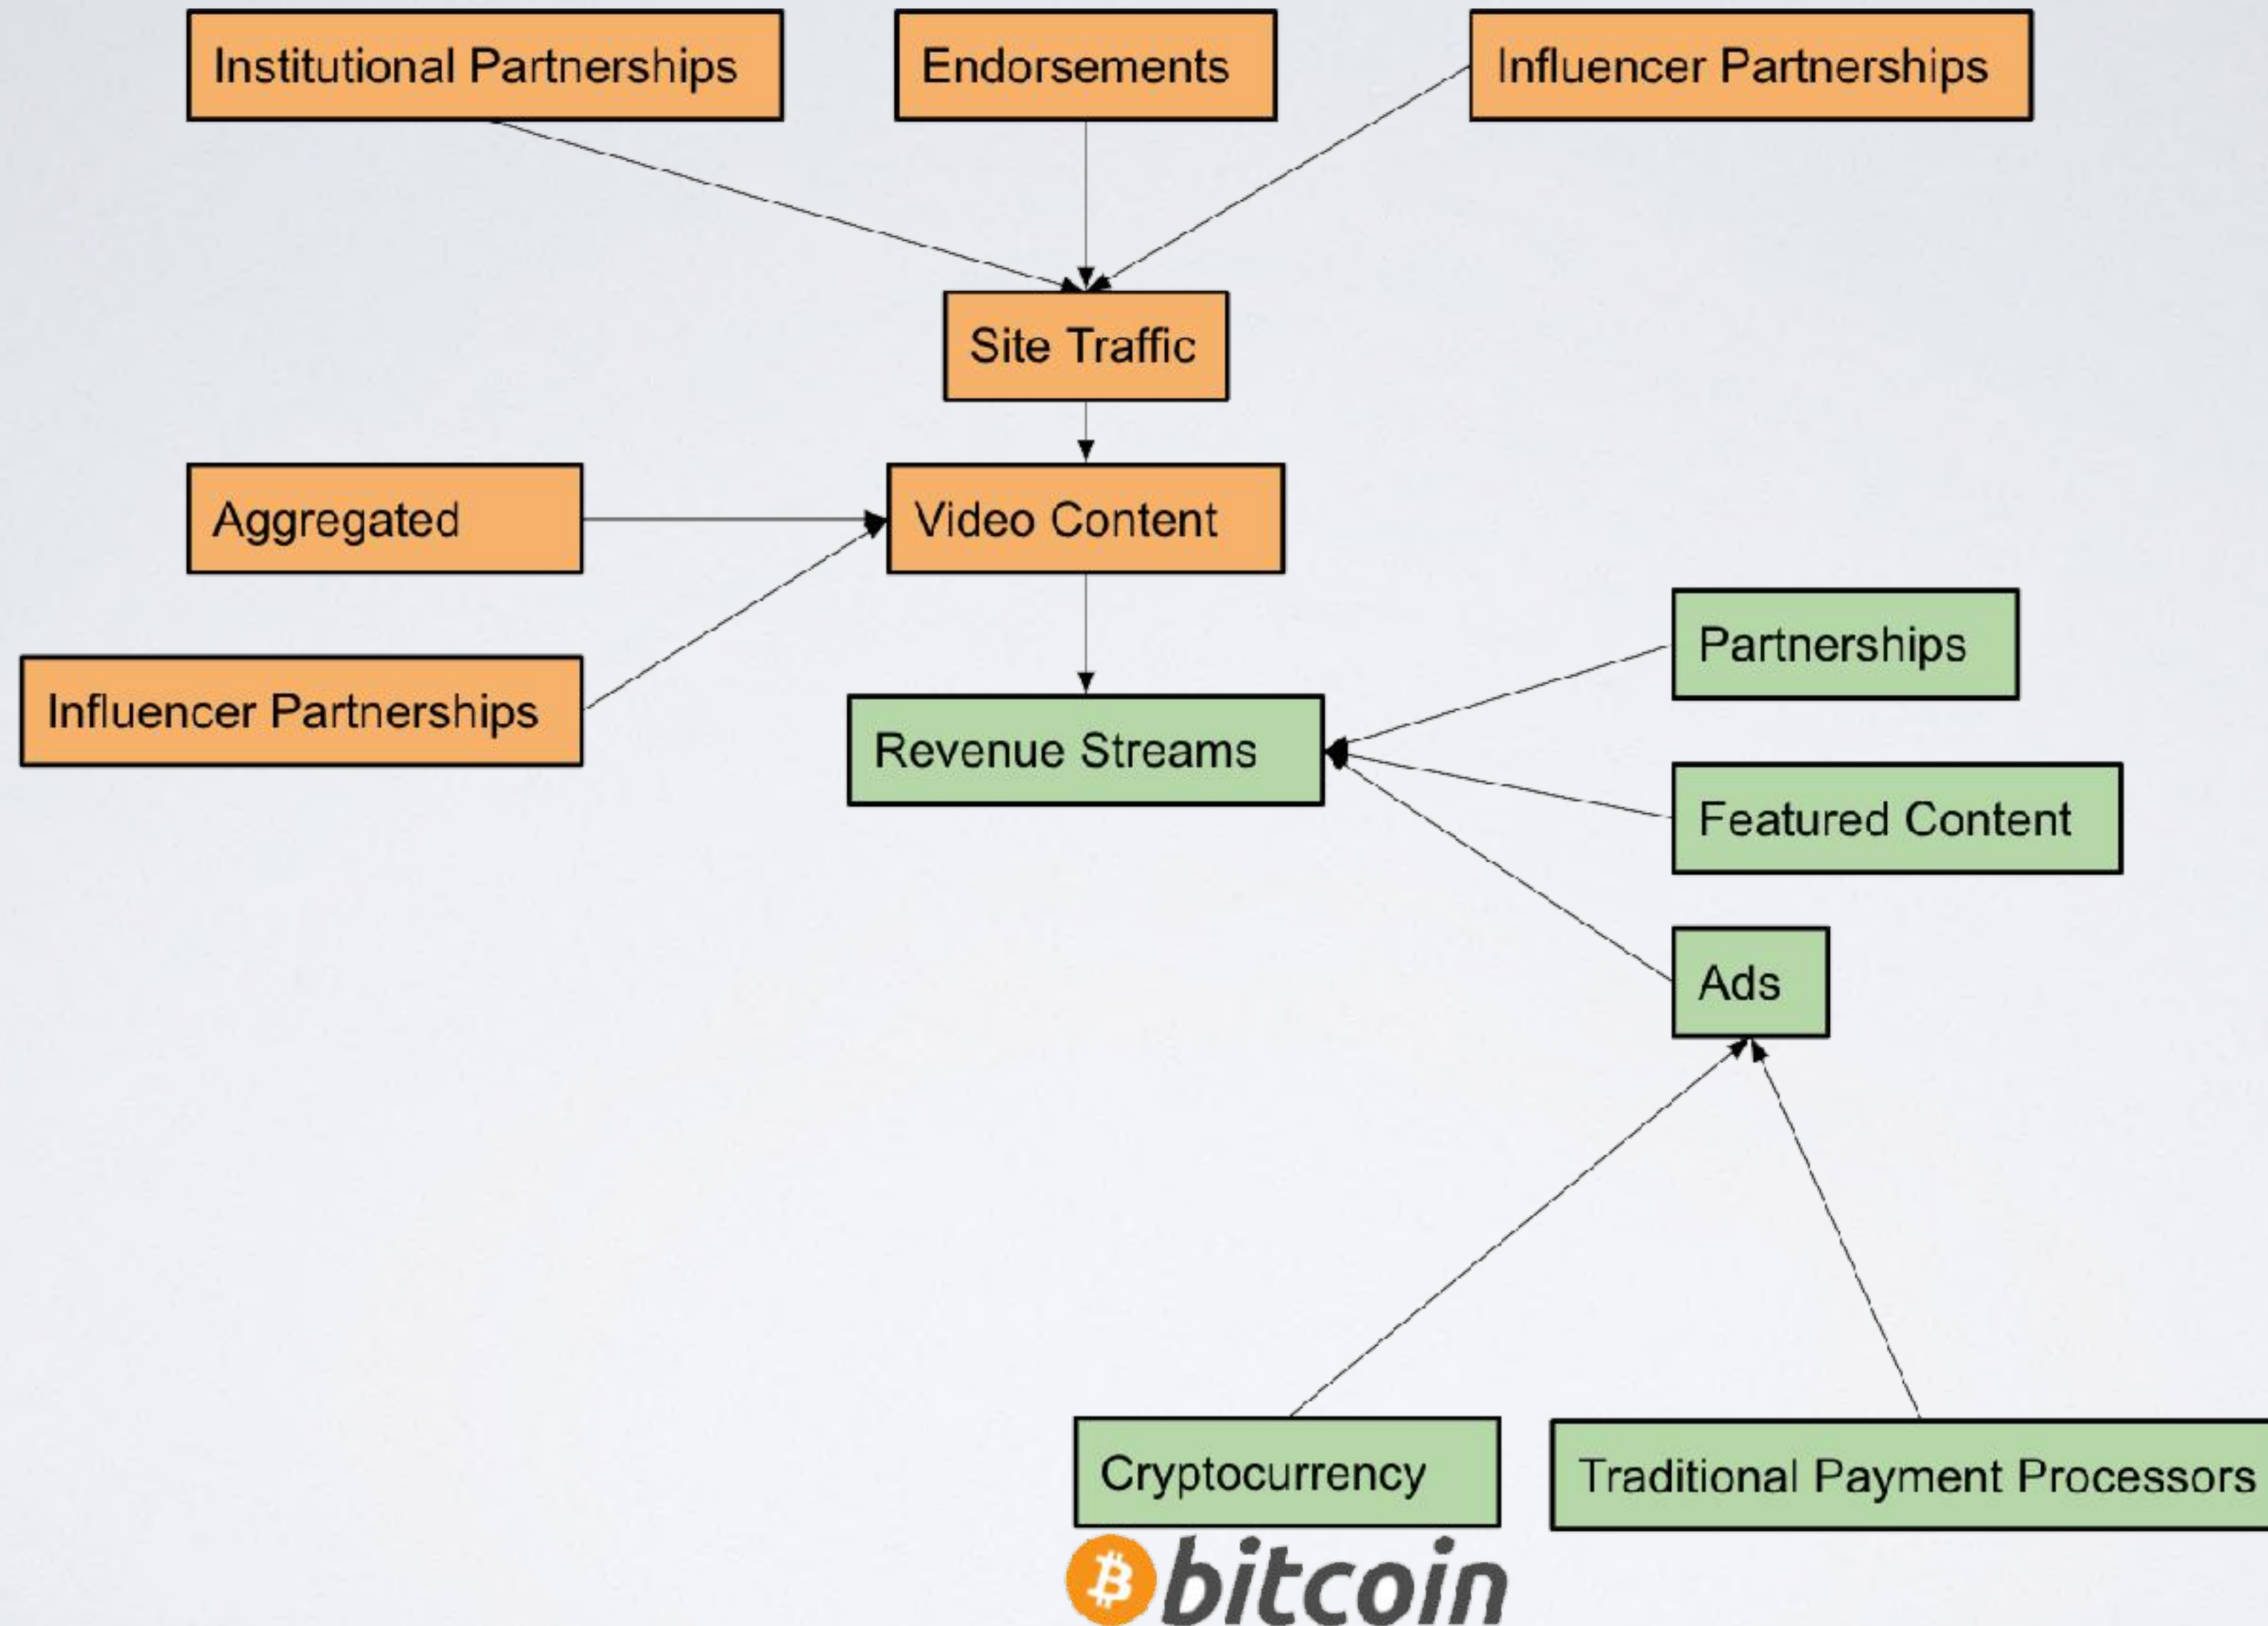 Institutional Partnerships
Endorsements
Influencer Partnerships
Site Traffic
Aggregated
Video Content
Influencer Partnerships
Revenue Streams
Partnerships
Featured Content
Ads
Cryptocurrency
Traditional Payment Processors
bitcoin